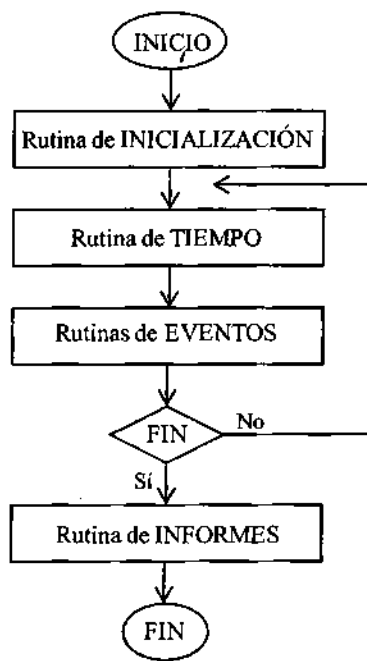 INICIO
Rutina de INICIALIZACIÓN
Rutina de TIEMPO
Rutinas de EVENTOS
FIN
No
Sí
Rutina de INFORMES
FIN